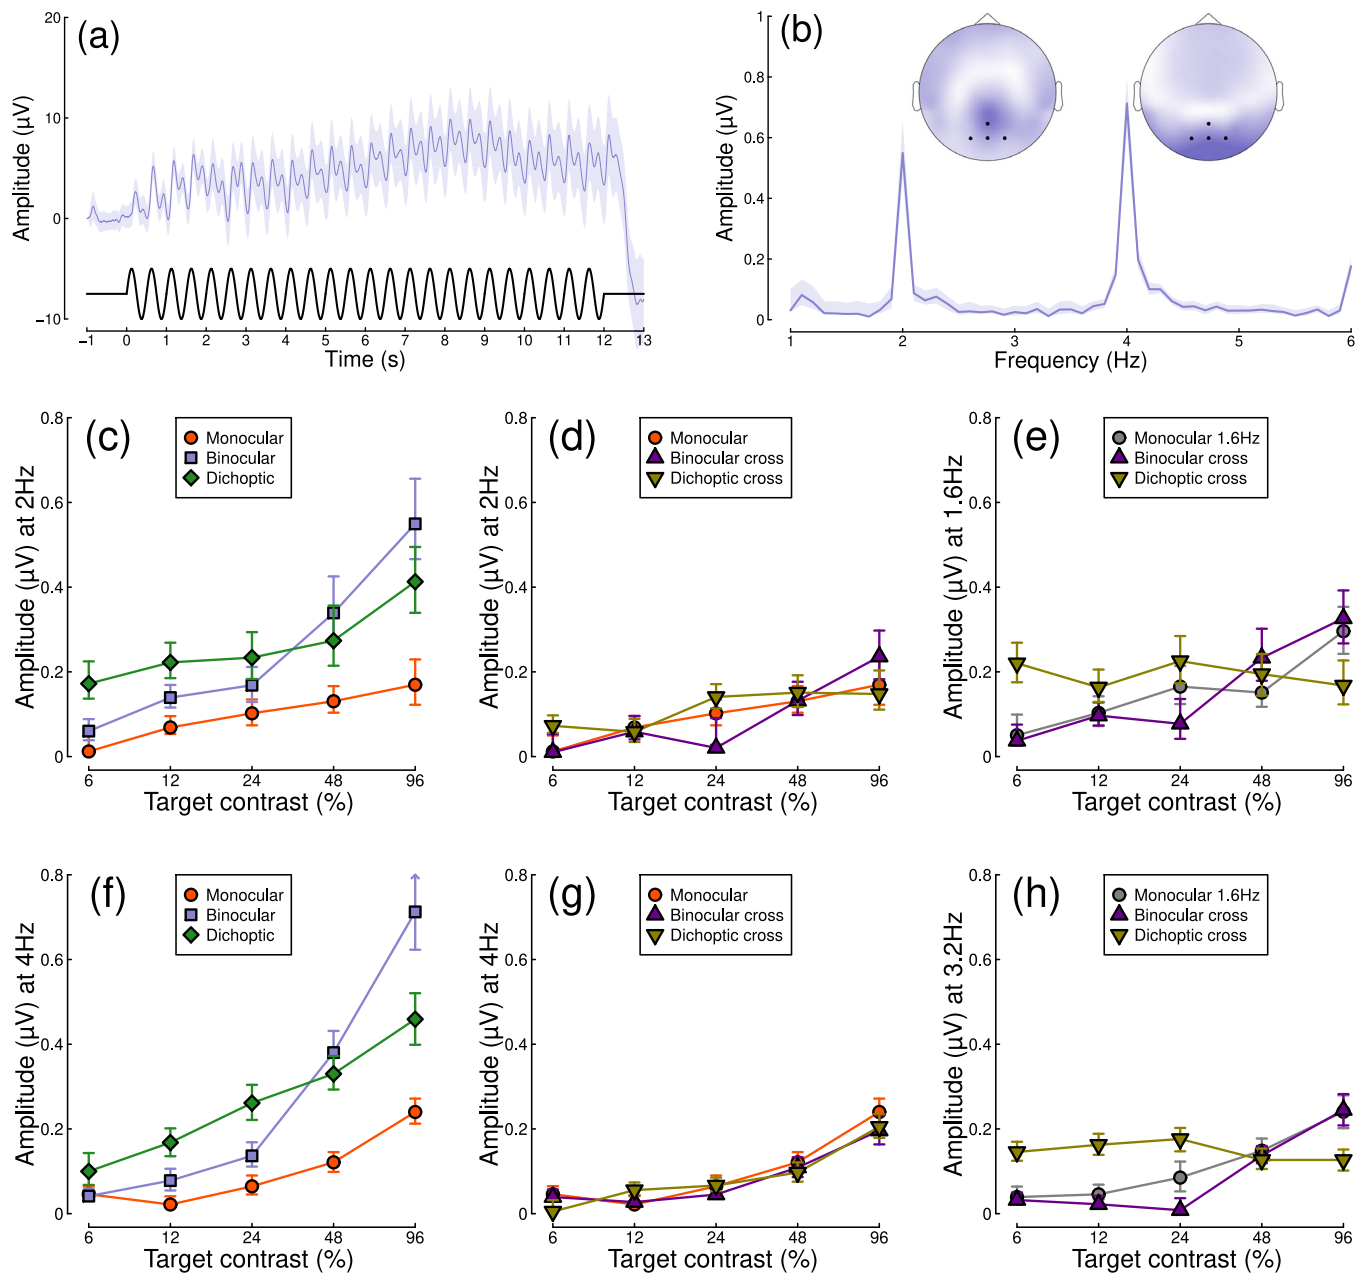 (a)
20
10
0
−10
Amplitude (µV)
−1 0 1 2 3 4 5 6 7 8 9 10 11 12 13
Time (s)
(b)
1
0.8
0.6
0.4
0.2
0
Amplitude (µV)
1 2 3 4 5 6
Frequency (Hz)
(c)
Monocular
Binocular
Dichoptic
0.8
0.6
0.4
0.2
0
Amplitude (µV) at 2Hz
6 12 24 48 96
Target contrast (%)
(d)
Monocular
Binocular cross
Dichoptic cross
0.8
0.6
0.4
0.2
0
Amplitude (µV) at 2Hz
6 12 24 48 96
Target contrast (%)
(e)
Monocular 1.6Hz
Binocular cross
Dichoptic cross
0.8
0.6
0.4
0.2
0
Amplitude (µV) at 1.6Hz
6 12 24 48 96
Target contrast (%)
(f)
Monocular
Binocular
Dichoptic
0.8
0.6
0.4
0.2
0
Amplitude (µV) at 4Hz
6 12 24 48 96
Target contrast (%)
(g)
Monocular
Binocular cross
Dichoptic cross
0.8
0.6
0.4
0.2
0
Amplitude (µV) at 4Hz
6 12 24 48 96
Target contrast (%)
(h)
Monocular 1.6Hz
Binocular cross
Dichoptic cross
0.8
0.6
0.4
0.2
0
Amplitude (µV) at 3.2Hz
6 12 24 48 96
Target contrast (%)